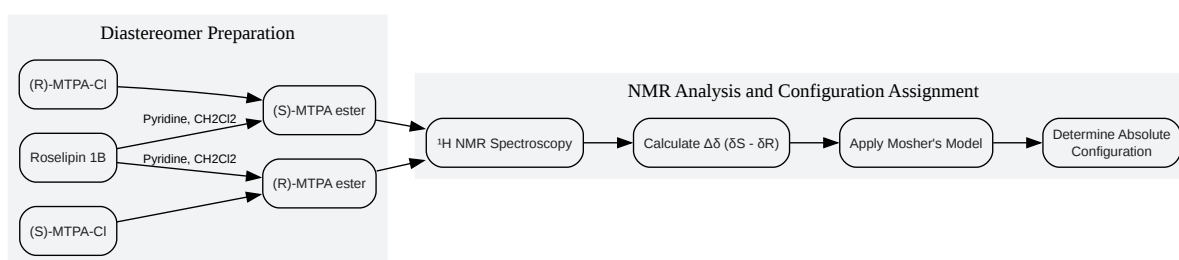 Diastereomer Preparation
(R)-MTPA-Cl
Roselipin 1B
(S)-MTPA-Cl
Pyridine, CH2Cl2
Pyridine, CH2Cl2
(S)-MTPA ester
(R)-MTPA ester
NMR Analysis and Configuration Assignment
¹H NMR Spectroscopy
Calculate Δδ (δS - δR)
Apply Mosher's Model
Determine Absolute
Configuration